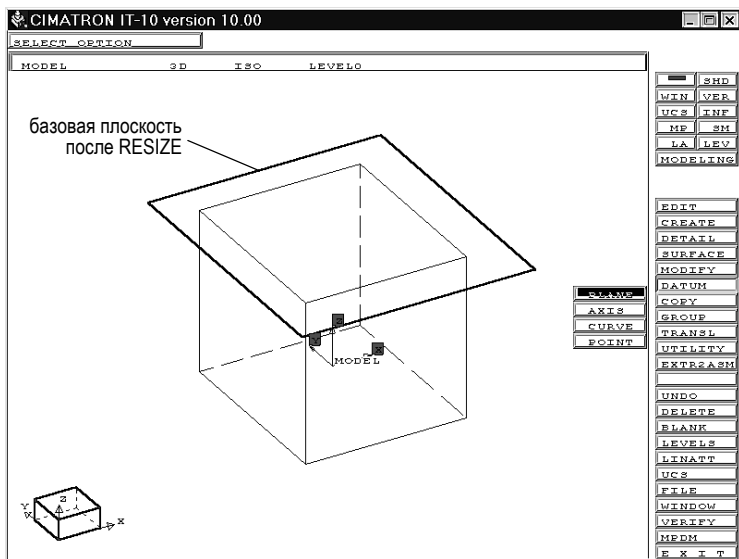 CIMATRON IT-10 version 10.00
SELECT OPTION
MODEL 3D ISO LEVEL0
базовая плоскость
после RESIZE
SHD
WIN VER
UCS INF
MP SM
LA LEV
MODELING
EDIT
CREATE
DETAIL
SURFACE
MODIFY
DATUM
COPY
GROUP
TRANSL
UTILITY
EXTR2ASM
UNDO
DELETE
BLANK
LEVELS
LINATT
UCS
FILE
WINDOW
VERIFY
MPDM
E X I T
PLANE
AXIS
CURVE
POINT
Z
Y
X
MODEL
Y
Z
X